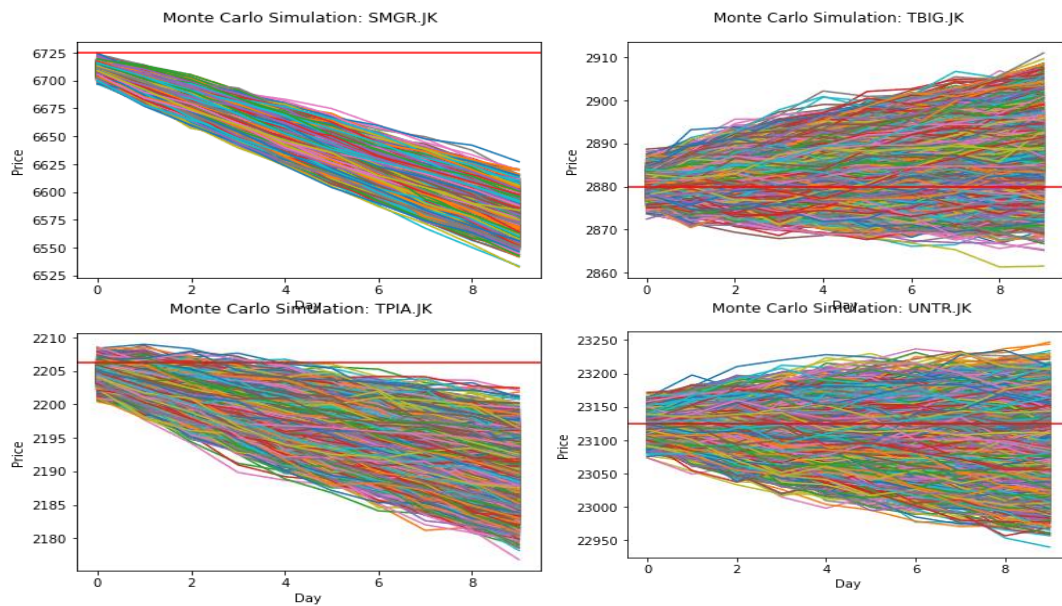 Monte Carlo Simulation: SMGR.JK
6725
6700
6675
6650
6625
6600
6575
6550
6525
Price
0 2 4 6 8
Day
Monte Carlo Simulation: TBIG.JK
2910
2900
2890
2880
2870
2860
Price
0 2 4 6 8
Day
Monte Carlo Simulation: TPIA.JK
2210
2205
2200
2195
2190
2185
2180
Price
0 2 4 6 8
Day
Monte Carlo Simulation: UNTR.JK
23250
23200
23150
23100
23050
23000
22950
Price
0 2 4 6 8
Day